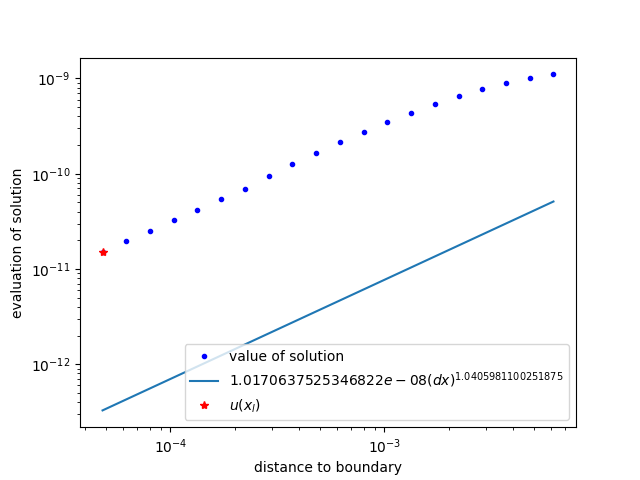 10⁻⁹
10⁻¹⁰
10⁻¹¹
10⁻¹²
evaluation of solution
value of solution
1.0170637525346822e − 08(dx)^1.0405981100251875
u(x_l)
10⁻⁴
10⁻³
distance to boundary